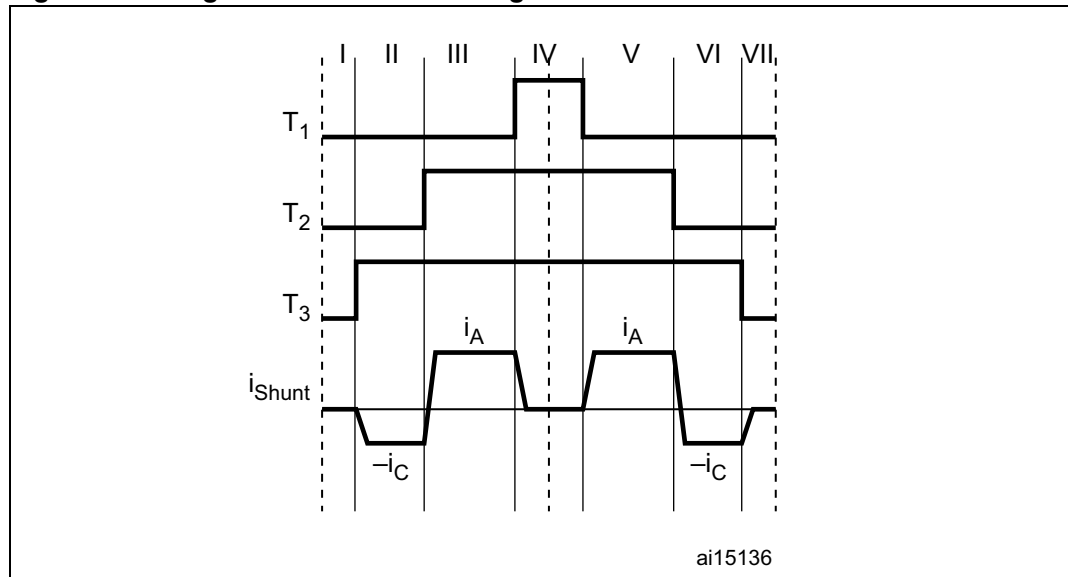 I II III IV V VI VII
T1
T2
T3
iA iA
iShunt
–iC –iC
ai15136